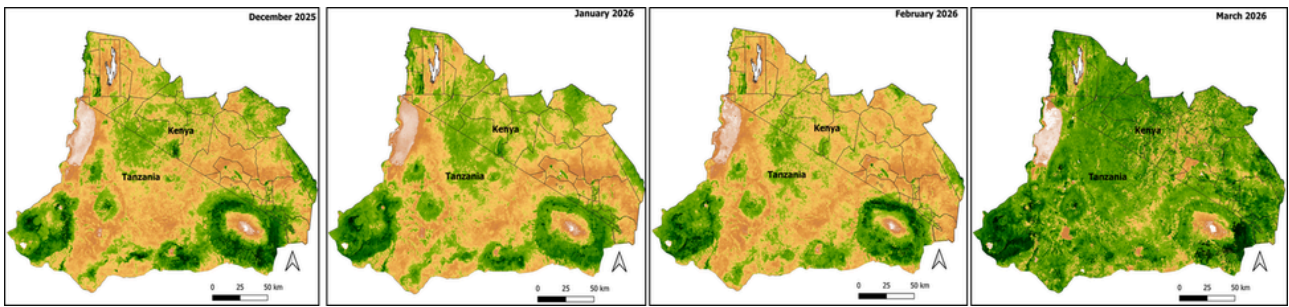 December 2025
Kenya
Tanzania
0 25 50 km
January 2026
Kenya
Tanzania
0 25 50 km
February 2026
Kenya
Tanzania
0 25 50 km
March 2026
Kenya
Tanzania
0 25 50 km